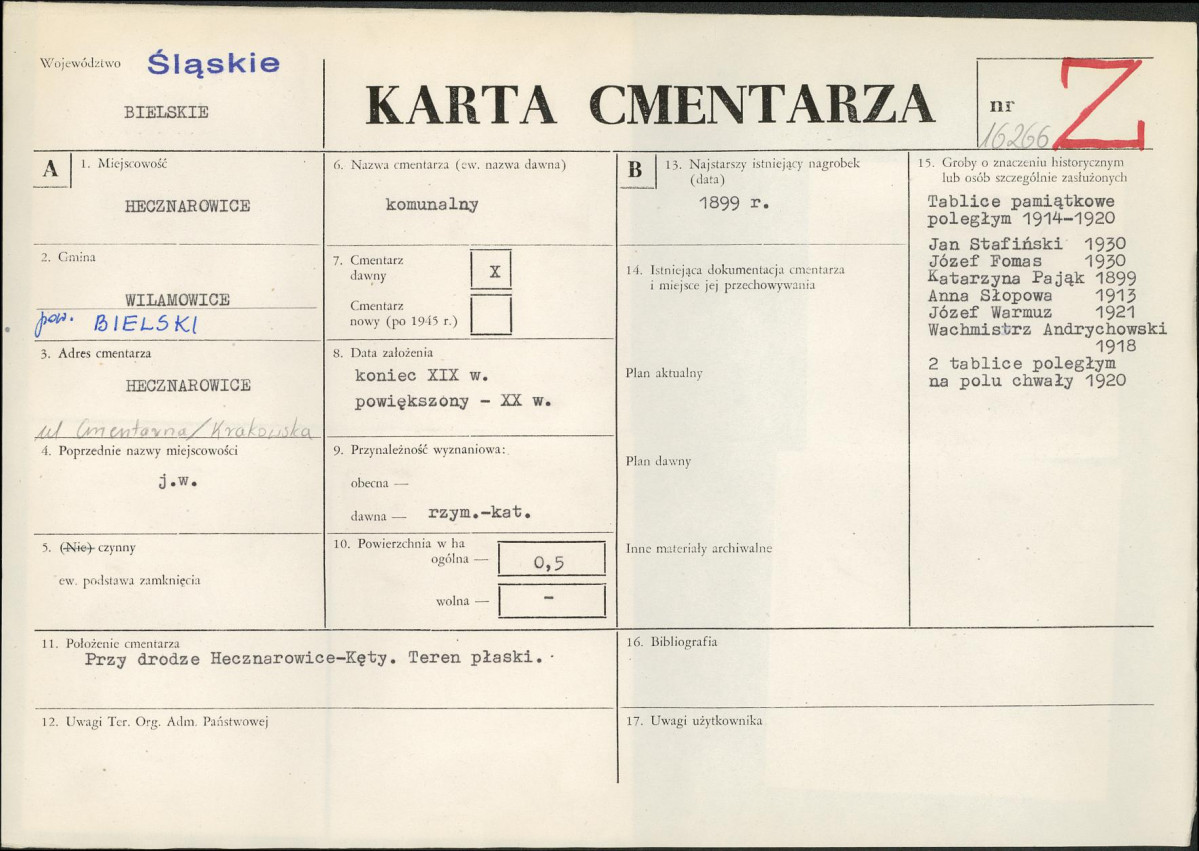 Województwo Śląskie
BIELSKIE
KARTA CMENTARZA
nr 16266 Z
A
1. Miejscowość
HECZNAROWICE
2. Gmina
WILAMOWICE
pow. BIELSKI
3. Adres cmentarza
HECZNAROWICE
ul Cmentarna/Krakowska
4. Poprzednie nazwy miejscowości
j.w.
5. (Nie) czynny
ew. podstawa zamknięcia
6. Nazwa cmentarza (ew. nazwa dawna)
komunalny
7. Cmentarz
dawny X
Cmentarz
nowy (po 1945 r.)
8. Data założenia
koniec XIX w.
powiększony - XX w.
9. Przynależność wyznaniowa:
obecna —
dawna — rzym.-kat.
10. Powierzchnia w ha
ogólna — 0,5
wolna — -
11. Położenie cmentarza
Przy drodze Hecznarowice-Kęty. Teren płaski.
12. Uwagi Ter. Org. Adm. Państwowej
B
13. Najstarszy istniejący nagrobek
(data)
1899 r.
14. Istniejąca dokumentacja cmentarza
i miejsce jej przechowywania
Plan aktualny
Plan dawny
Inne materiały archiwalne
15. Groby o znaczeniu historycznym
lub osób szczególnie zasłużonych
Tablice pamiątkowe
poległym 1914-1920
Jan Stafiński 1930
Józef Fomas 1930
Katarzyna Pająk 1899
Anna Słopowa 1913
Józef Warmuz 1921
Wachmistrz Andrychowski
1918
2 tablice poległym
na polu chwały 1920
16. Bibliografia
17. Uwagi użytkownika